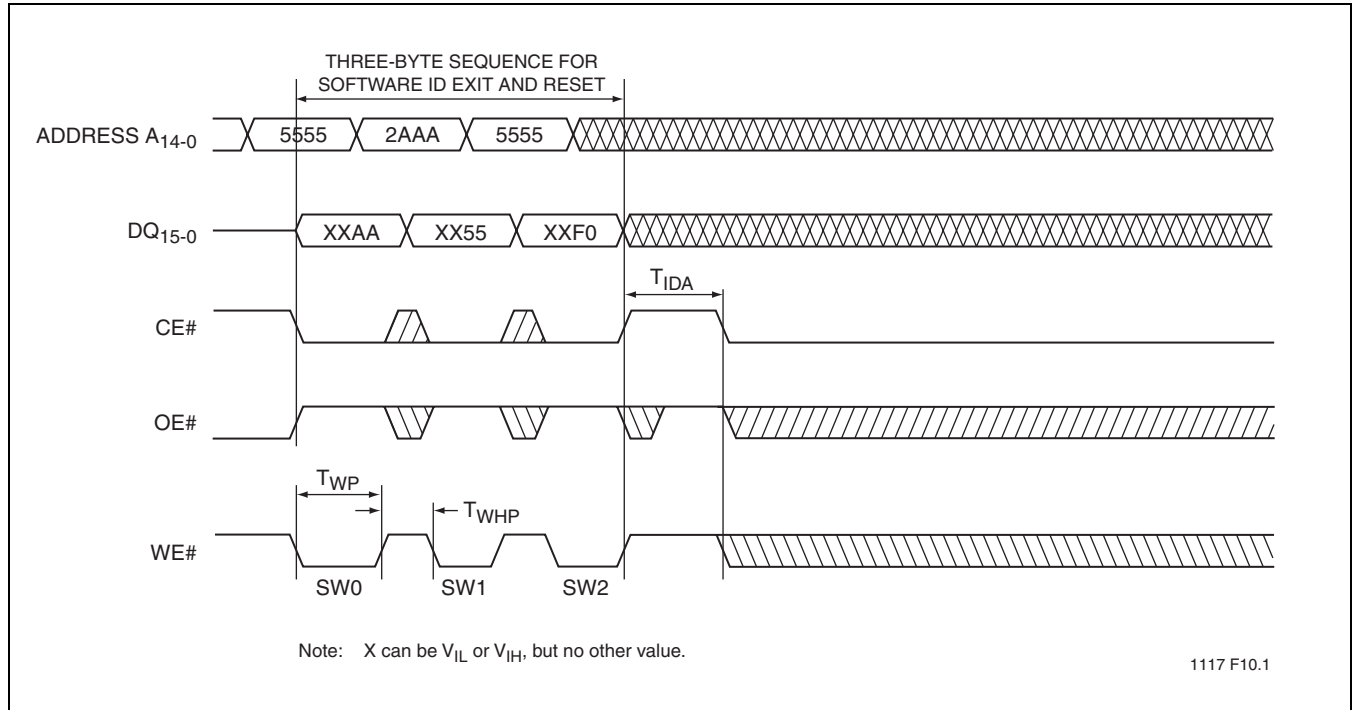 THREE-BYTE SEQUENCE FOR
SOFTWARE ID EXIT AND RESET
ADDRESS A14-0
5555 2AAA 5555
DQ15-0
XXAA XX55 XXF0
TIDA
CE#
OE#
TWP
TWHP
WE#
SW0 SW1 SW2
Note: X can be VIL or VIH, but no other value.
1117 F10.1